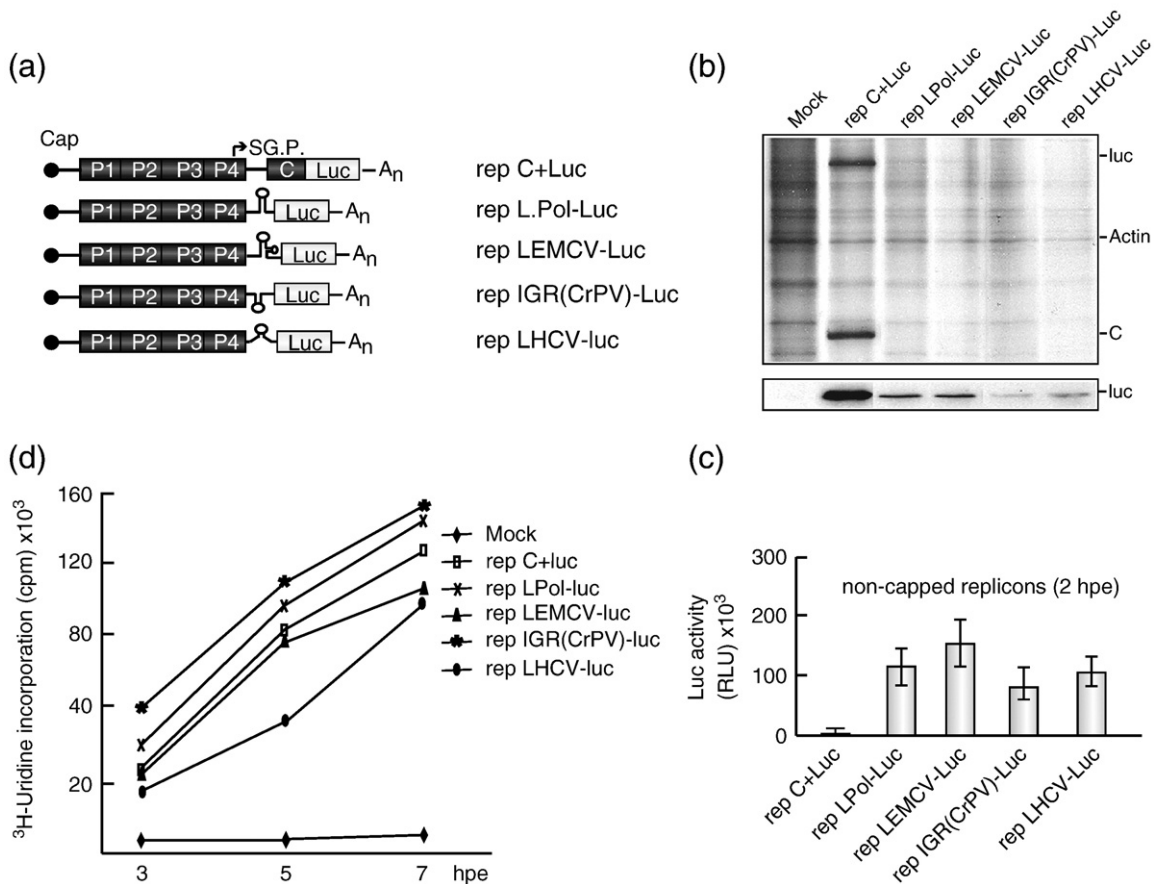 (a)
Cap
SG.P.
P1 P2 P3 P4 C Luc An rep C+Luc
P1 P2 P3 P4 Luc An rep L.Pol-Luc
P1 P2 P3 P4 Luc An rep LEMCV-Luc
P1 P2 P3 P4 Luc An rep IGR(CrPV)-Luc
P1 P2 P3 P4 Luc An rep LHCV-luc
(b)
Mock
rep C+Luc
rep LPol-Luc
rep LEMCV-Luc
rep IGR(CrPV)-Luc
rep LHCV-Luc
luc
Actin
C
luc
(d)
³H-Uridine incorporation (cpm) x10³
160
120
80
40
20
3 5 7 hpe
Mock
rep C+luc
rep LPol-luc
rep LEMCV-luc
rep IGR(CrPV)-luc
rep LHCV-luc
(c)
Luc activity
(RLU) x10³
300
200
100
0
non-capped replicons (2 hpe)
rep C+Luc
rep LPol-Luc
rep LEMCV-Luc
rep IGR(CrPV)-Luc
rep LHCV-Luc